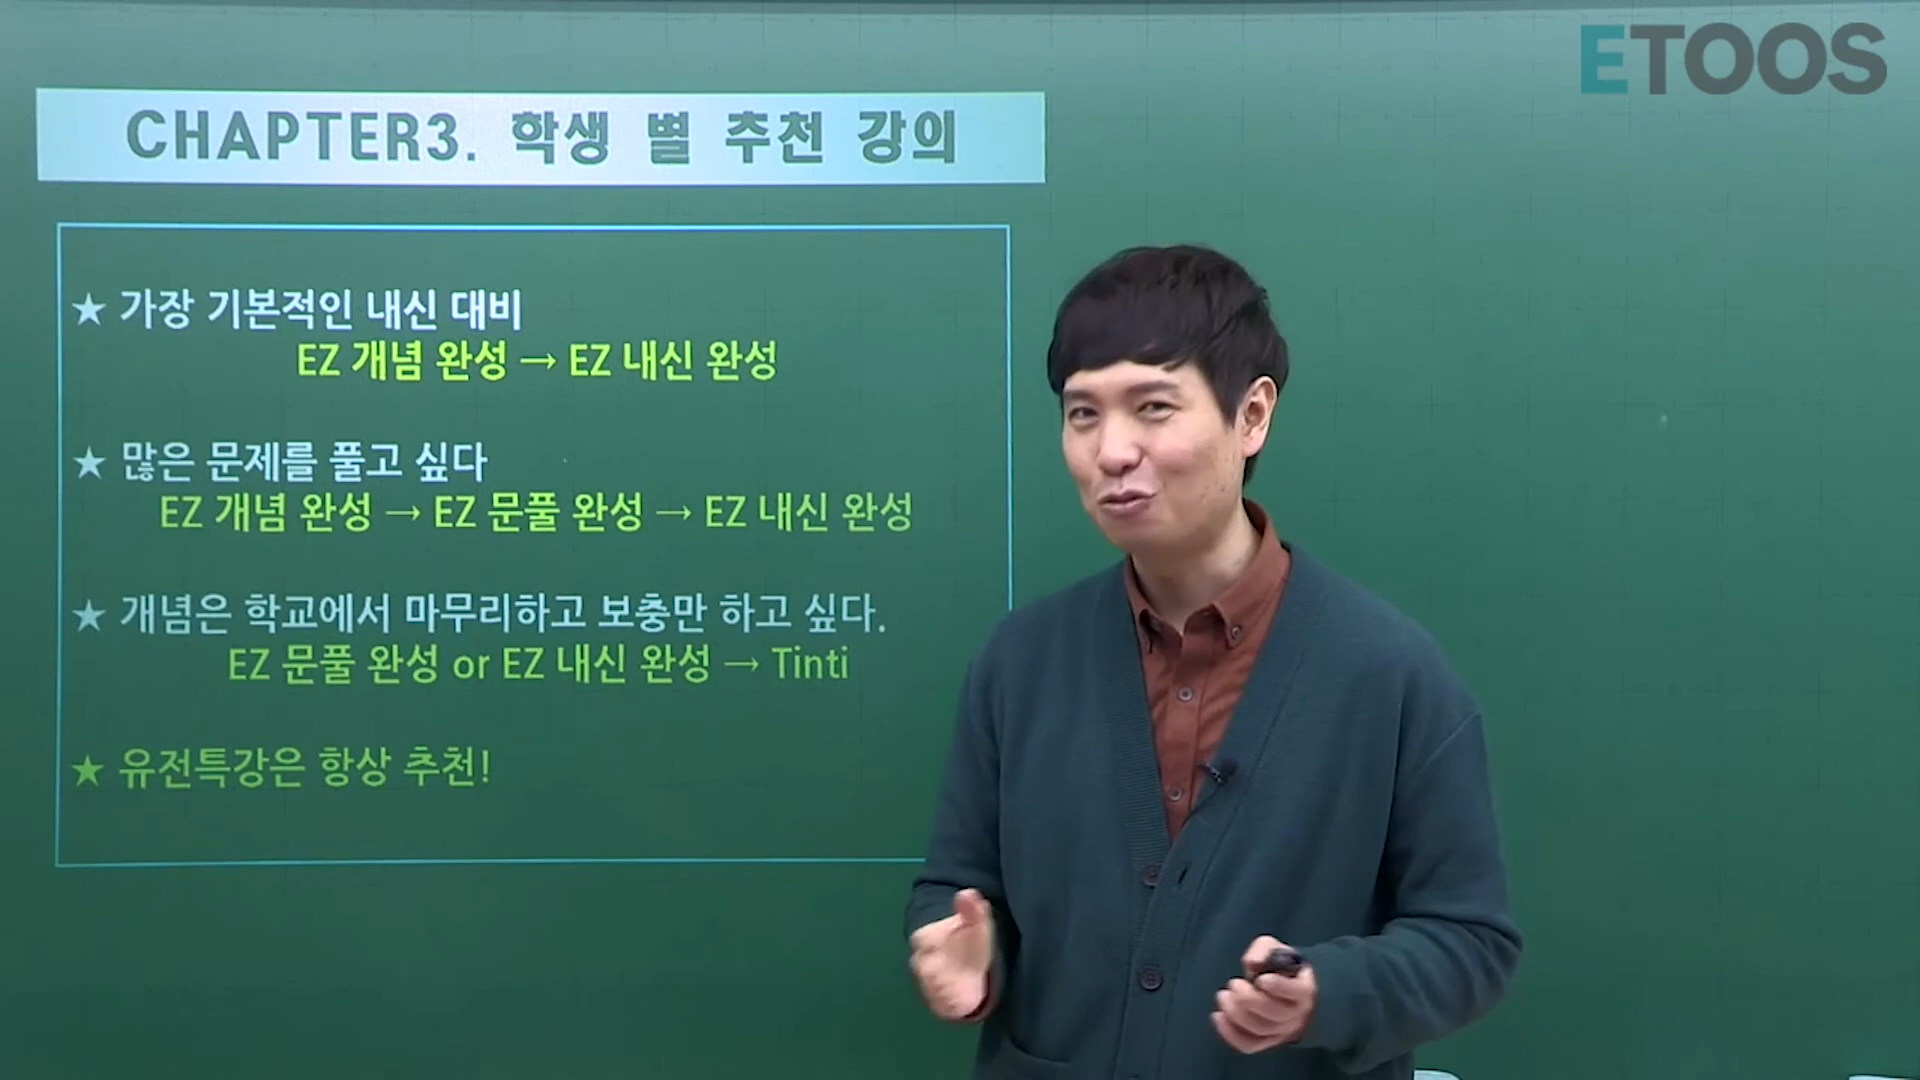 ETOOS
CHAPTER3. 학생 별 추천 강의
★ 가장 기본적인 내신 대비
EZ 개념 완성 → EZ 내신 완성
★ 많은 문제를 풀고 싶다
EZ 개념 완성 → EZ 문풀 완성 → EZ 내신 완성
★ 개념은 학교에서 마무리하고 보충만 하고 싶다.
EZ 문풀 완성 or EZ 내신 완성 → Tinti
★ 유전특강은 항상 추천!